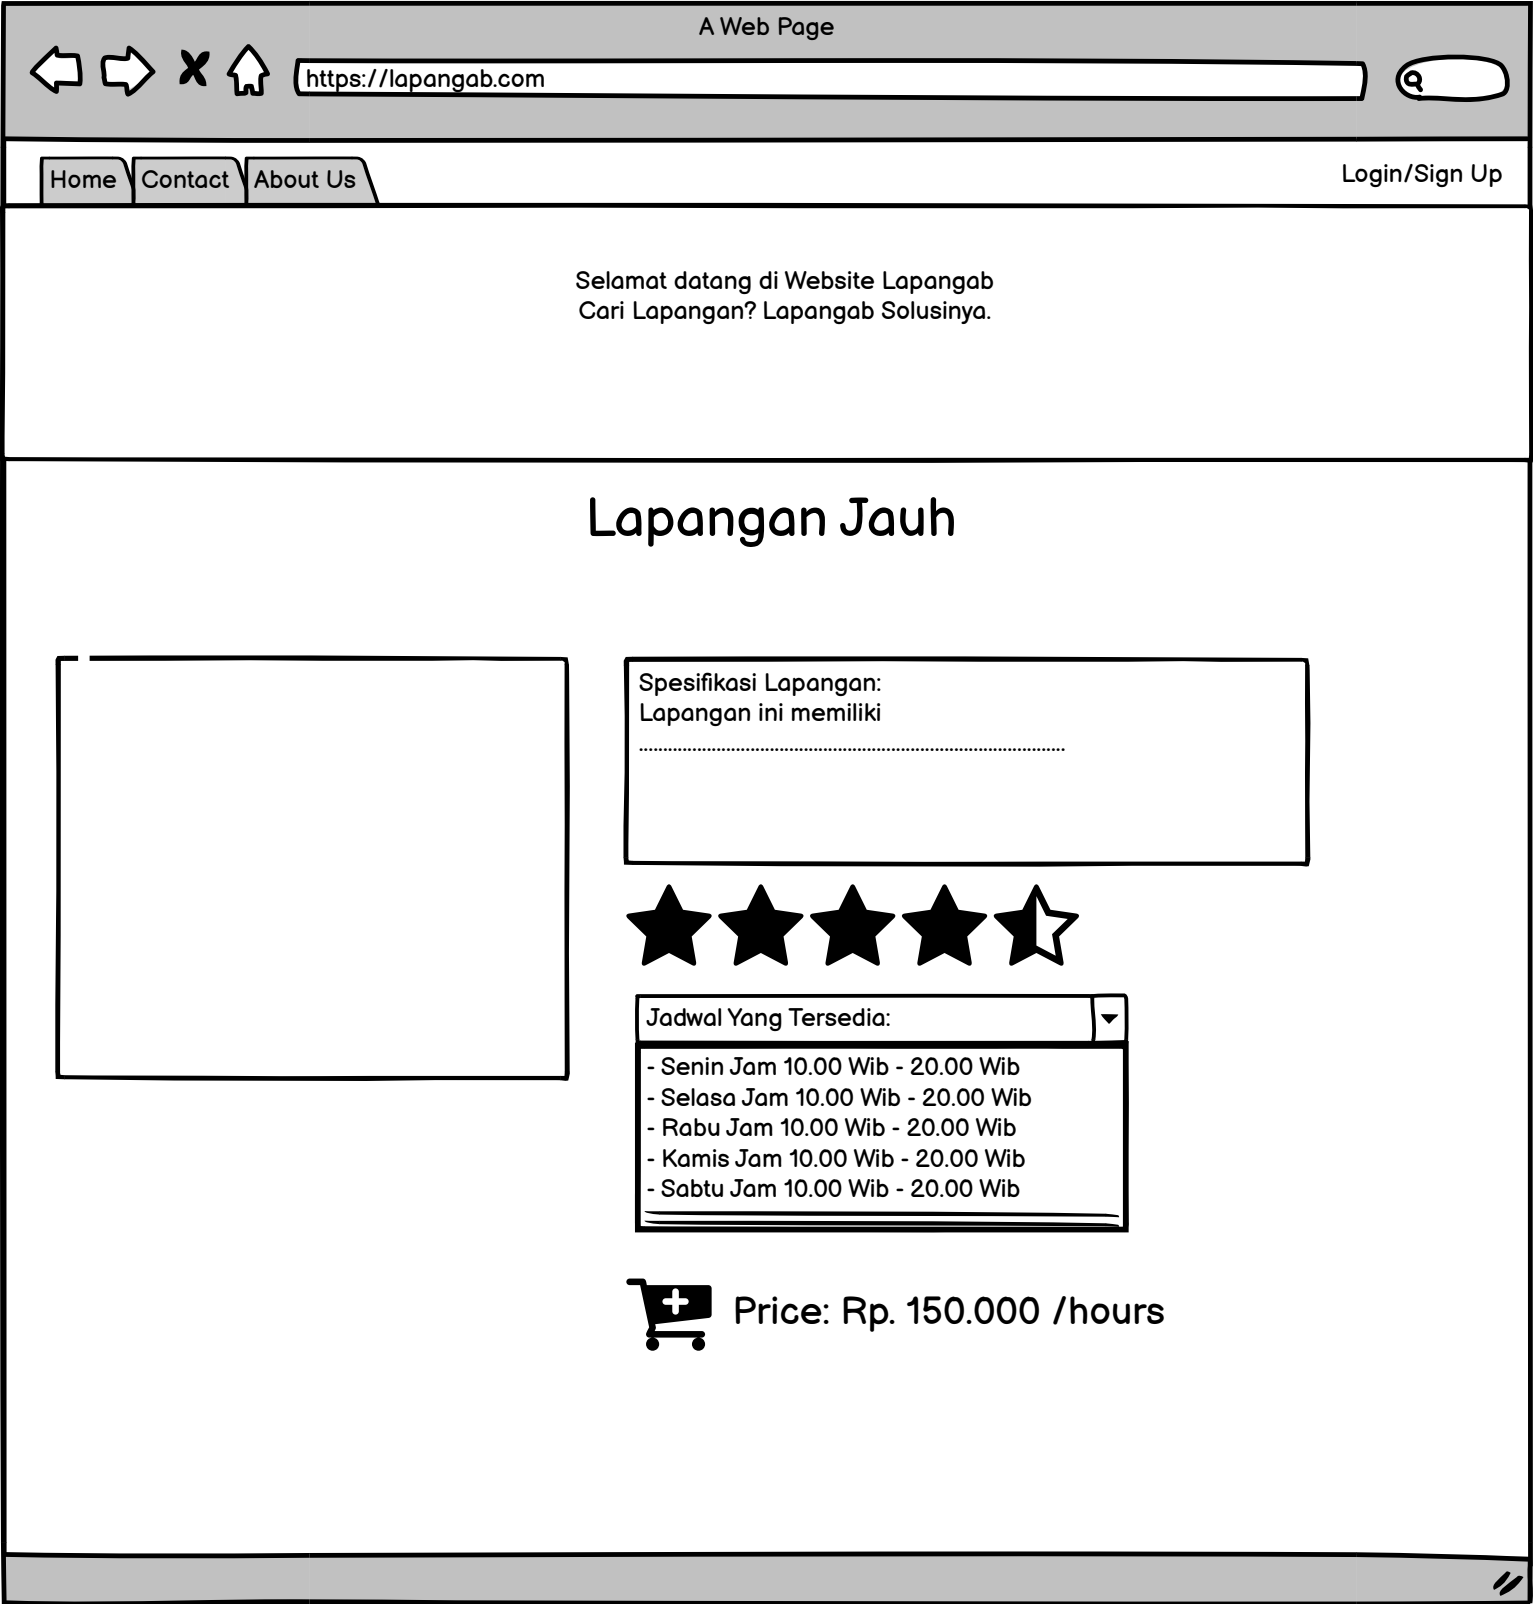 A Web Page
https://lapangab.com
Home Contact About Us Login/Sign Up
Selamat datang di Website Lapangab
Cari Lapangan? Lapangab Solusinya.
Lapangan Jauh
Spesifikasi Lapangan:
Lapangan ini memiliki
........................................................................................
Jadwal Yang Tersedia:
- Senin Jam 10.00 Wib - 20.00 Wib
- Selasa Jam 10.00 Wib - 20.00 Wib
- Rabu Jam 10.00 Wib - 20.00 Wib
- Kamis Jam 10.00 Wib - 20.00 Wib
- Sabtu Jam 10.00 Wib - 20.00 Wib
Price: Rp. 150.000 /hours